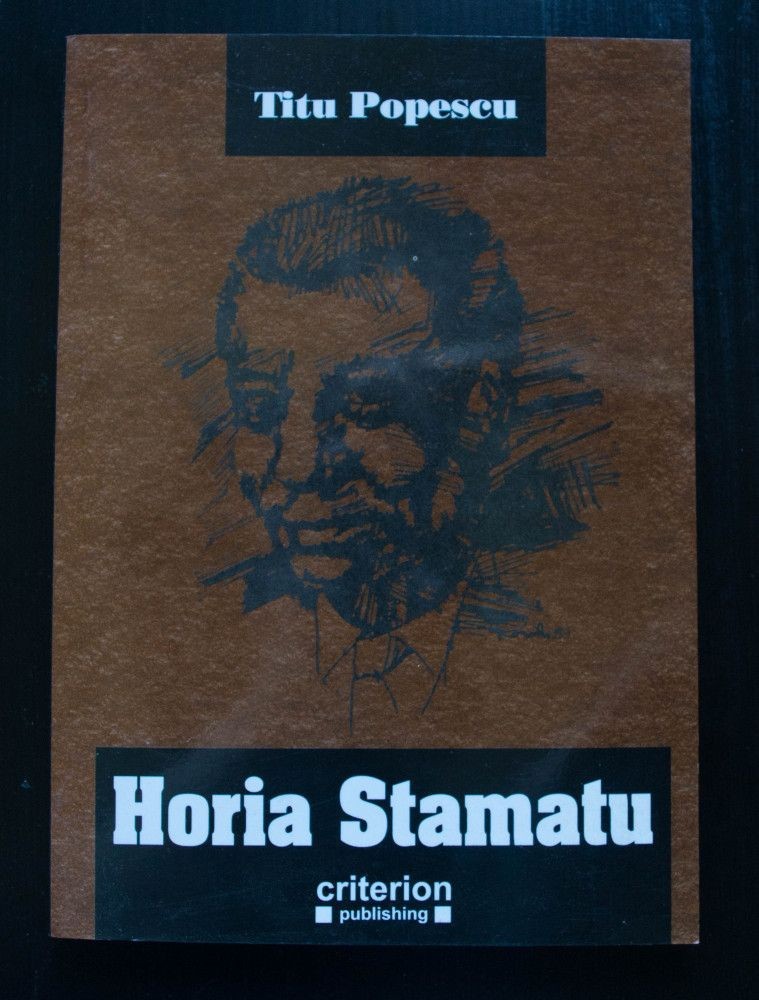 Titu Popescu
Horia Stamatu
criterion
publishing